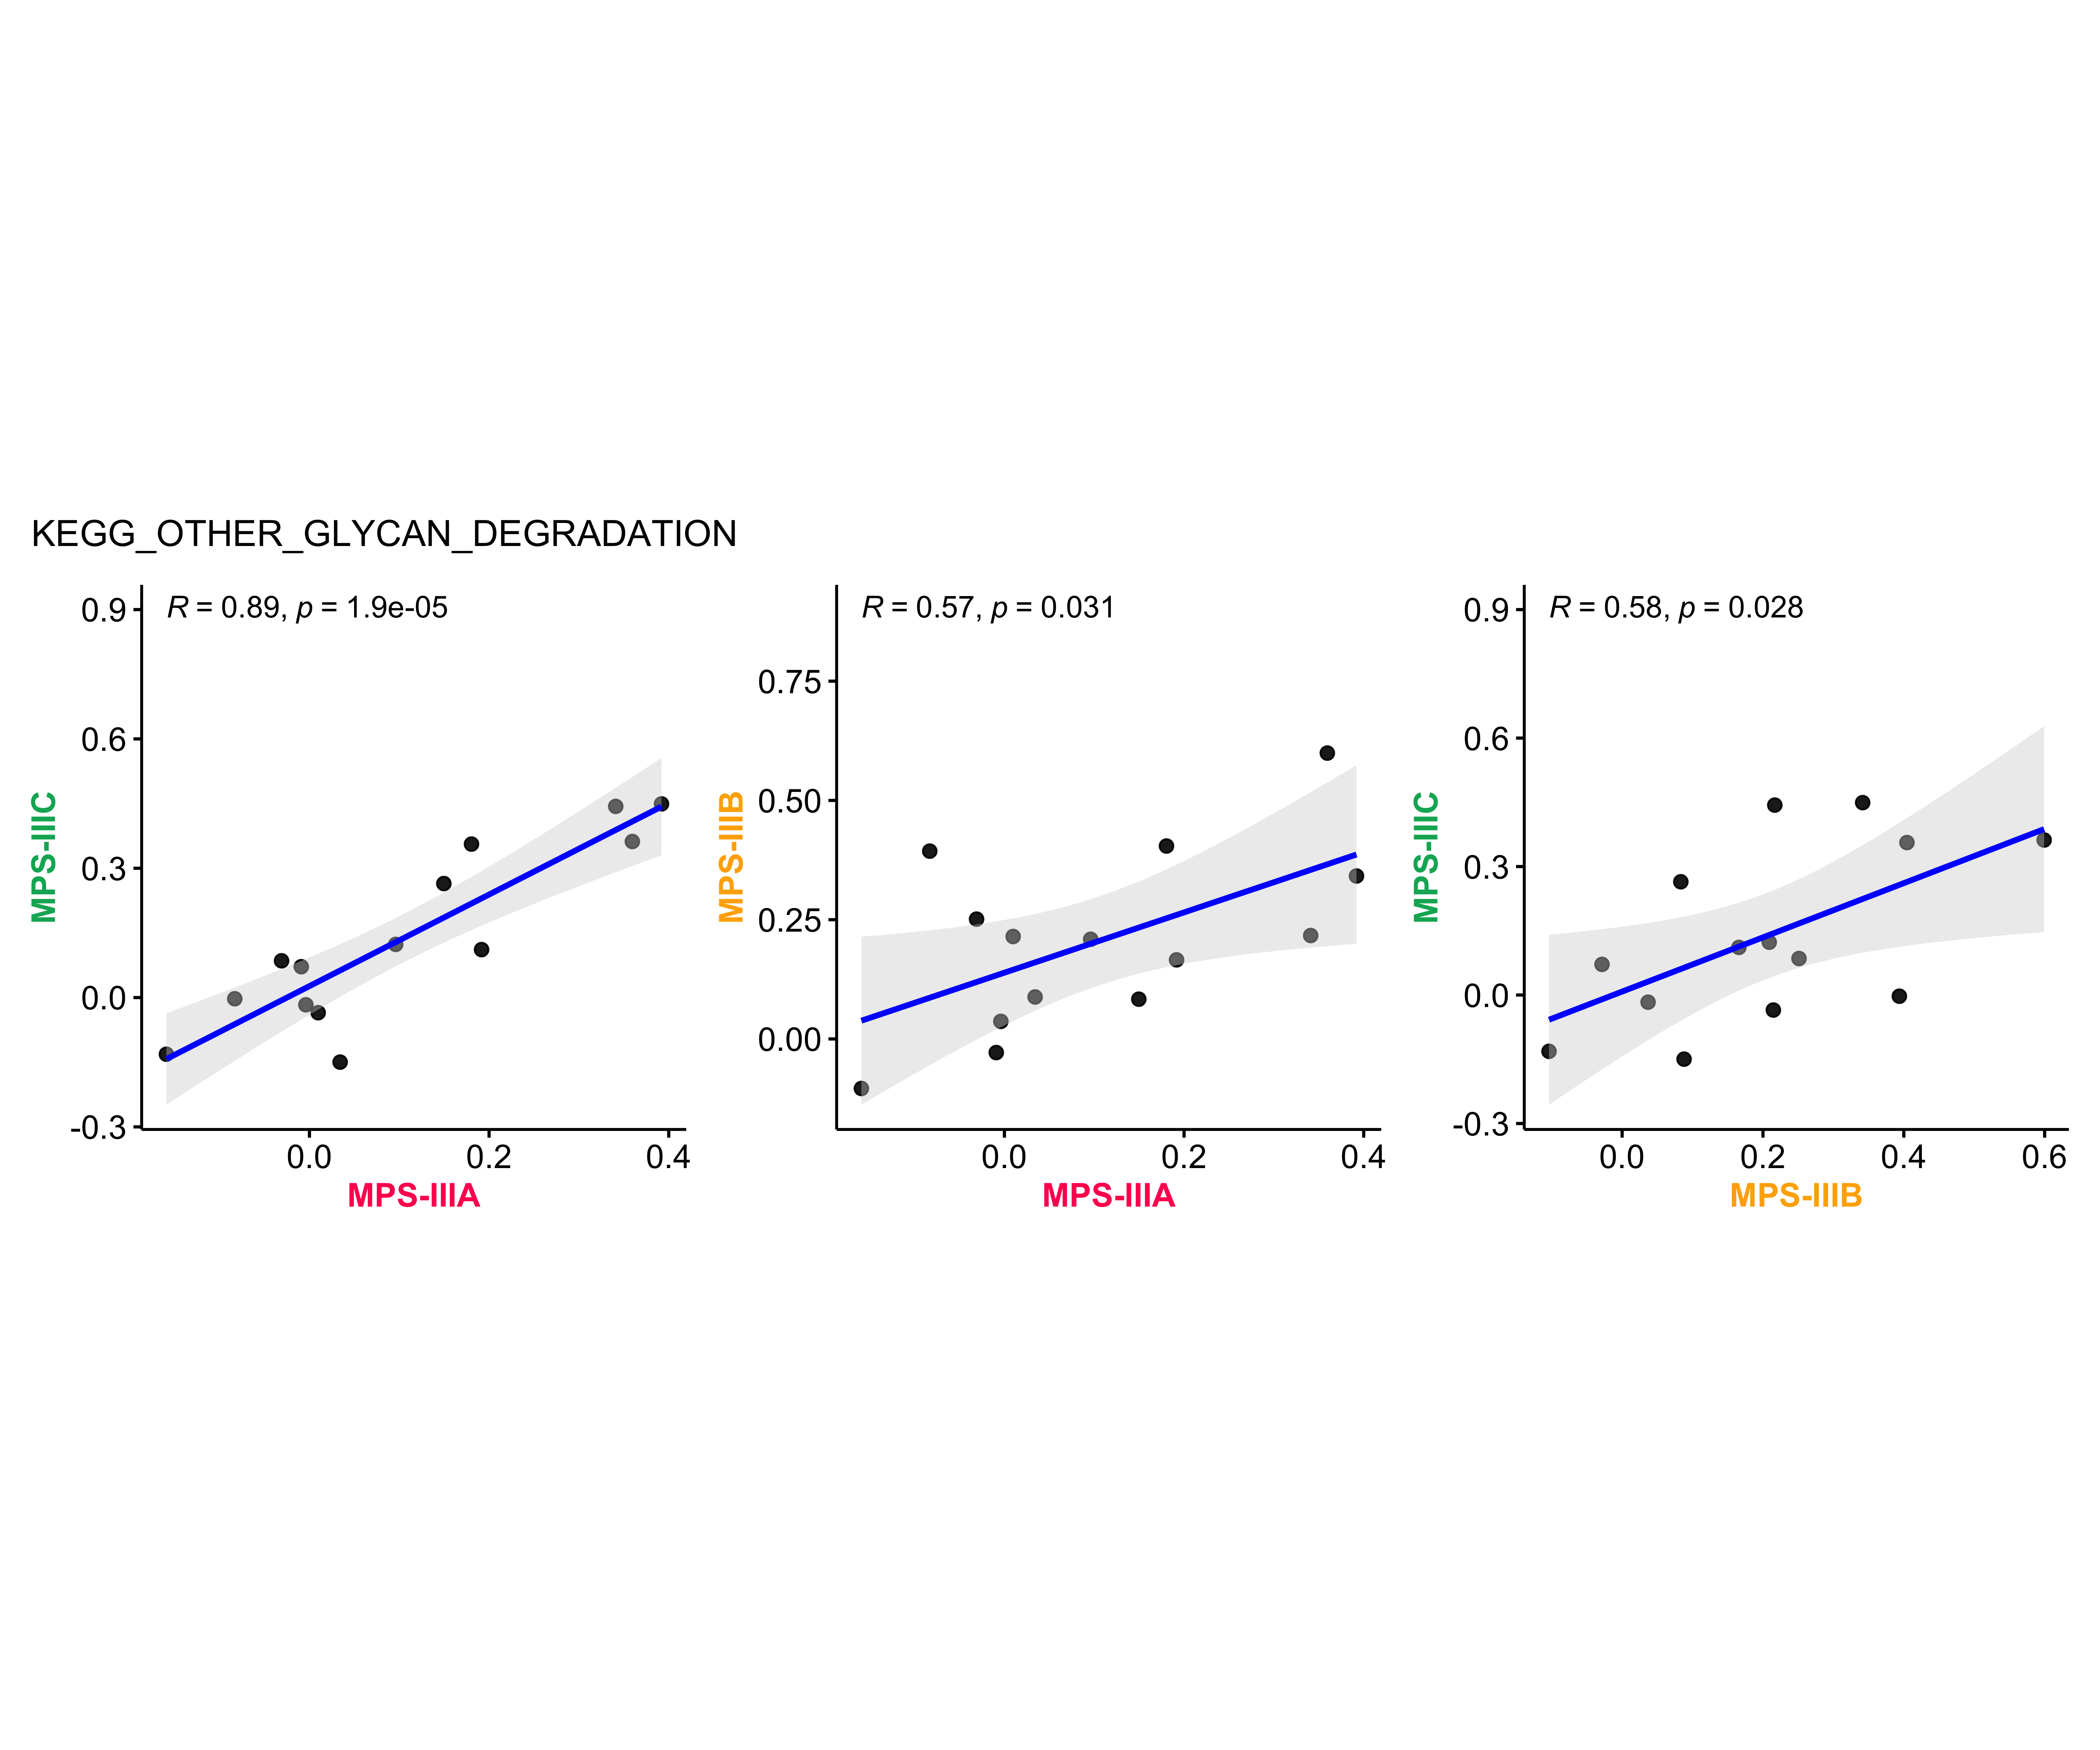 KEGG_OTHER_GLYCAN_DEGRADATION
R = 0.89, p = 1.9e-05
0.9
0.6
0.3
0.0
-0.3
MPS-IIIC
0.0 0.2 0.4
MPS-IIIA
R = 0.57, p = 0.031
0.75
0.50
0.25
0.00
MPS-IIIB
0.0 0.2 0.4
MPS-IIIA
R = 0.58, p = 0.028
0.9
0.6
0.3
0.0
-0.3
MPS-IIIC
0.0 0.2 0.4 0.6
MPS-IIIB